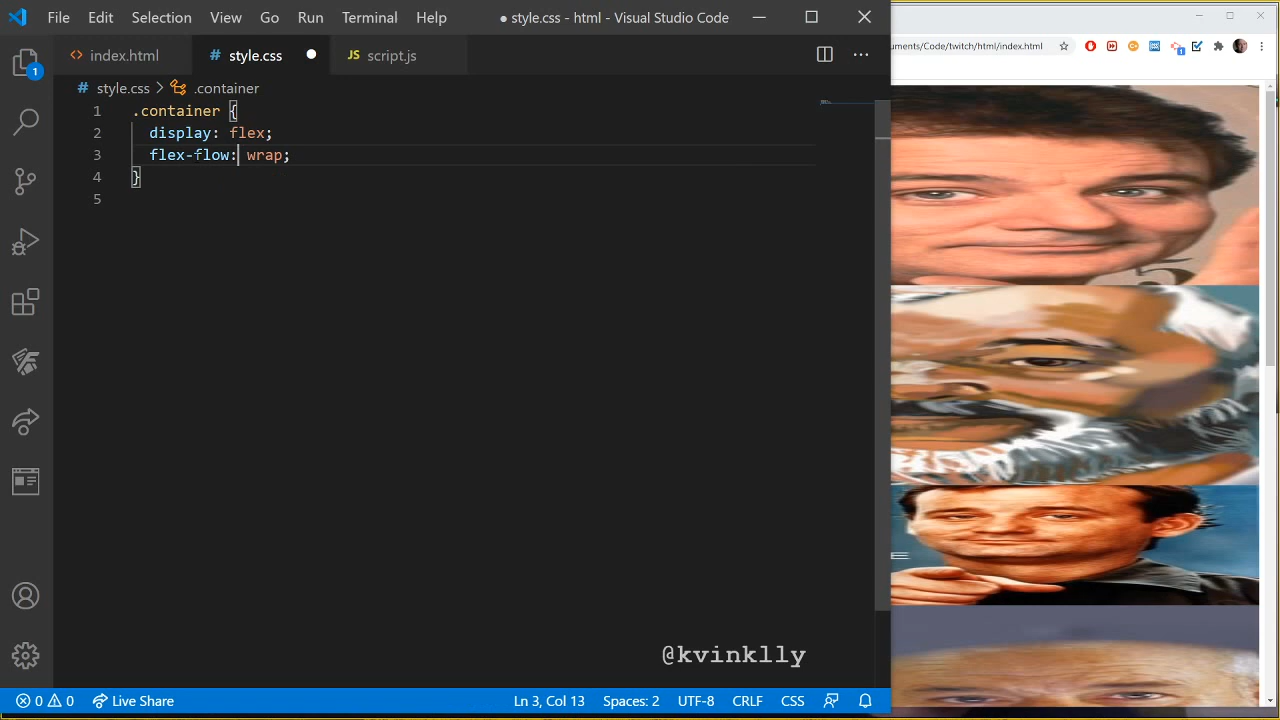 File Edit Selection View Go Run Terminal Help ● style.css - html - Visual Studio Code
index.html # style.css ● JS script.js
# style.css > .container
1 .container {
2 display: flex;
3 flex-flow: wrap;
4 }
5
uments/Code/twitch/html/index.html
1
1
@kvinklly
0 0 Live Share Ln 3, Col 13 Spaces: 2 UTF-8 CRLF CSS